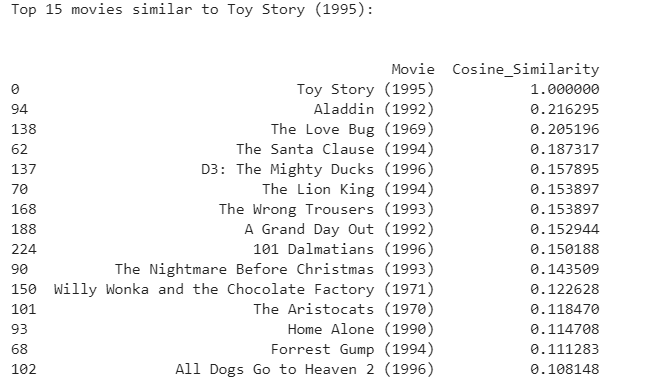 Top 15 movies similar to Toy Story (1995):
Movie Cosine_Similarity
0 Toy Story (1995) 1.000000
94 Aladdin (1992) 0.216295
138 The Love Bug (1969) 0.205196
62 The Santa Clause (1994) 0.187317
137 D3: The Mighty Ducks (1996) 0.157895
70 The Lion King (1994) 0.153897
168 The Wrong Trousers (1993) 0.153897
188 A Grand Day Out (1992) 0.152944
224 101 Dalmatians (1996) 0.150188
90 The Nightmare Before Christmas (1993) 0.143509
150 Willy Wonka and the Chocolate Factory (1971) 0.122628
101 The Aristocats (1970) 0.118470
93 Home Alone (1990) 0.114708
68 Forrest Gump (1994) 0.111283
102 All Dogs Go to Heaven 2 (1996) 0.108148